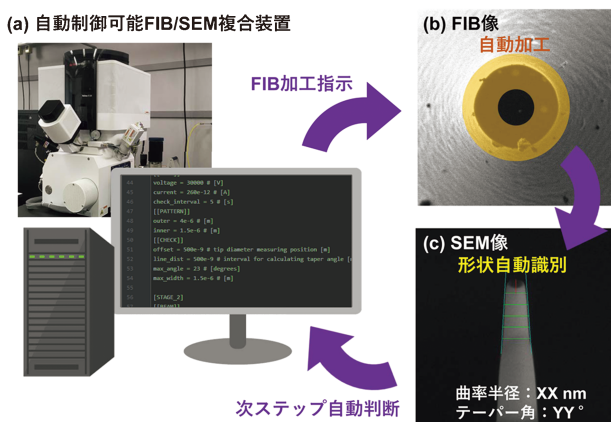 (a) 自動制御可能FIB/SEM複合装置
FIB加工指示
(b) FIB像
自動加工
44 voltage = 30000 # [V]
45 current = 260e-12 # [A]
46 check_interval = 5 # [s]
47 [[PATTERN]]
48 outer = 4e-6 # [m]
49 inner = 1.5e-6 # [m]
50 [[CHECK]]
51 offset = 500e-9 # tip diameter measuring position [m]
52 line_dist = 500e-9 # interval for calculating taper angle
53 max_angle = 23 # [degrees]
54 max_width = 1.5e-6 # [m]
55
56 [STAGE_2]
(c) SEM像
形状自動識別
曲率半径：XX nm
テーパー角：YY °
次ステップ自動判断